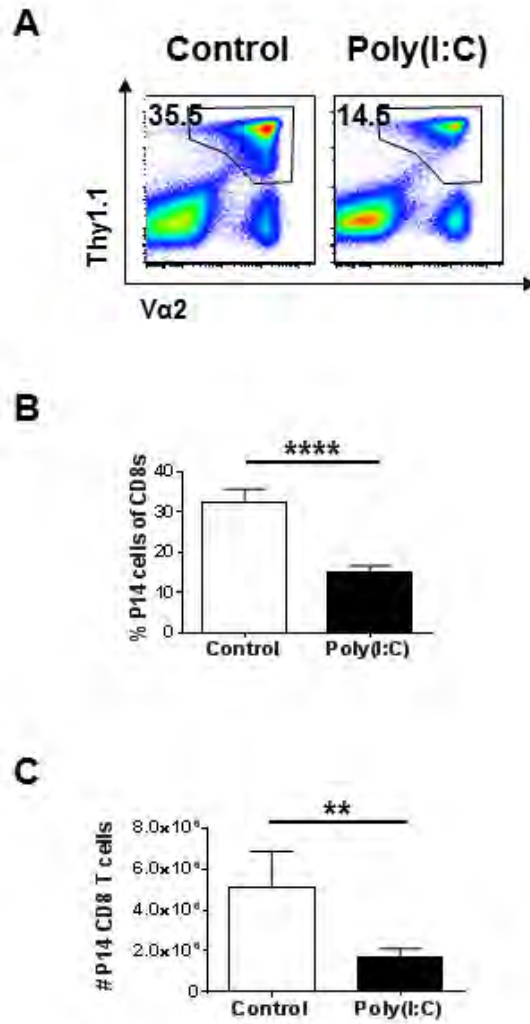 A
Control Poly(I:C)
35.5 14.5
Thy1.1
Vα2
B
****
% P14 cells of CD8s
40
30
20
10
0
Control Poly(I:C)
C
**
# P14 CD8 T cells
8.0x10⁶
6.0x10⁶
4.0x10⁶
2.0x10⁶
0
Control Poly(I:C)